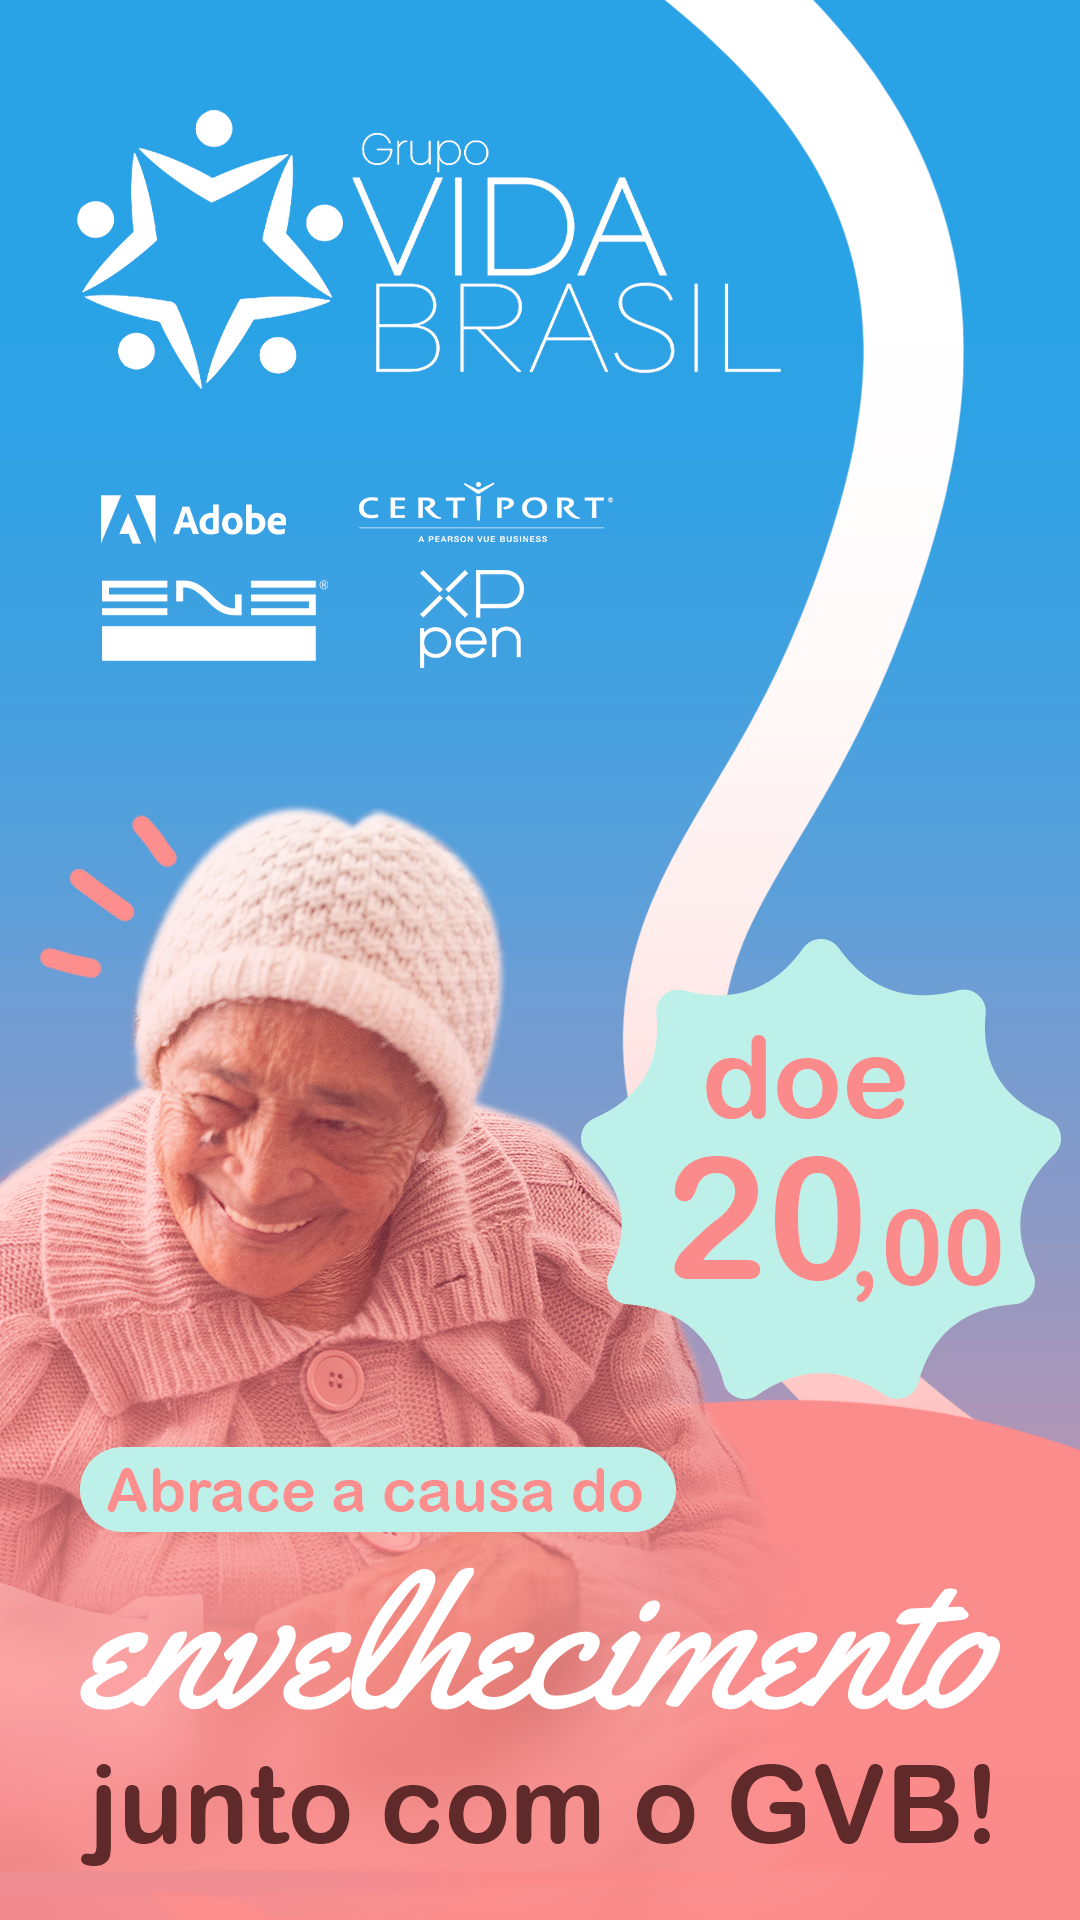 Grupo
VIDA
BRASIL
Adobe
CERTIPORT®
A PEARSON VUE BUSINESS
ENS®
XP
pen
doe
20,00
Abrace a causa do
envelhecimento
junto com o GVB!